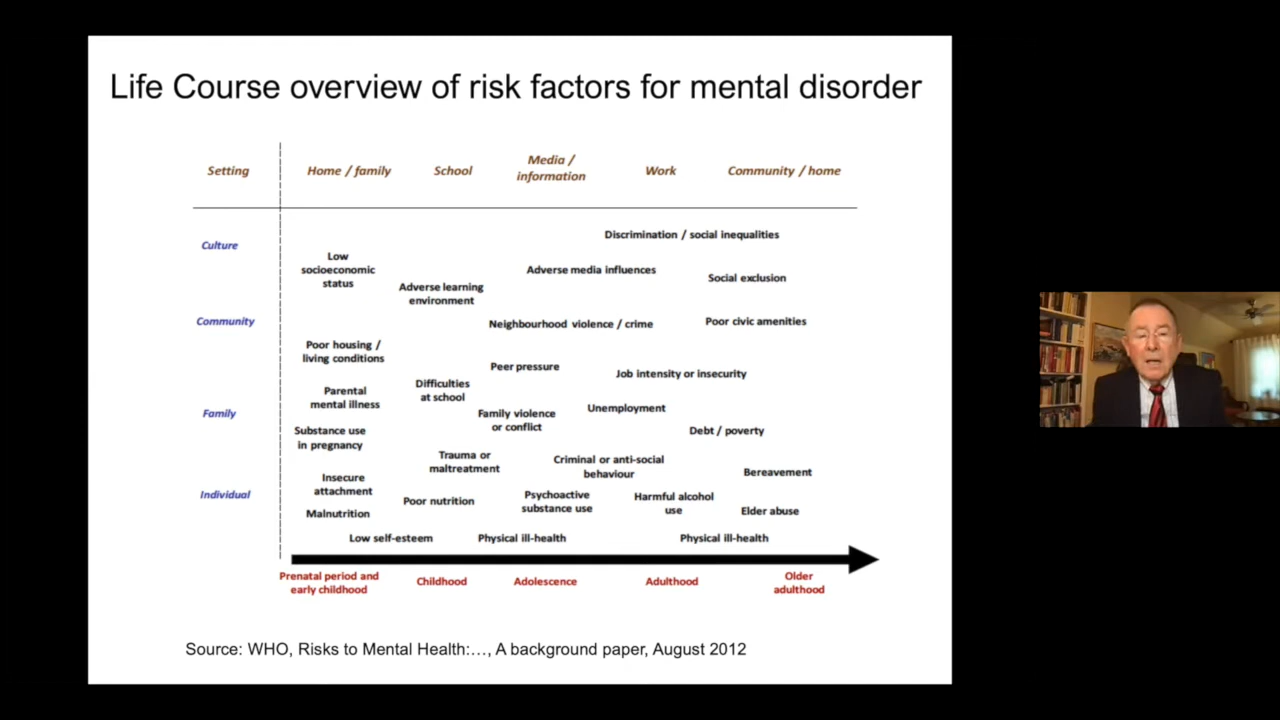 Life Course overview of risk factors for mental disorder
Setting
Home / family
School
Media /
information
Work
Community / home
Culture
Discrimination / social inequalities
Low
socioeconomic
status
Adverse media influences
Social exclusion
Adverse learning
environment
Community
Neighbourhood violence / crime
Poor civic amenities
Poor housing /
living conditions
Peer pressure
Job intensity or insecurity
Parental
mental illness
Difficulties
at school
Family
Family violence
or conflict
Unemployment
Debt / poverty
Substance use
in pregnancy
Trauma or
maltreatment
Criminal or anti-social
behaviour
Bereavement
Insecure
attachment
Individual
Poor nutrition
Psychoactive
substance use
Harmful alcohol
use
Elder abuse
Malnutrition
Low self-esteem
Physical ill-health
Physical ill-health
Prenatal period and
early childhood
Childhood
Adolescence
Adulthood
Older
adulthood
Source: WHO, Risks to Mental Health:…, A background paper, August 2012